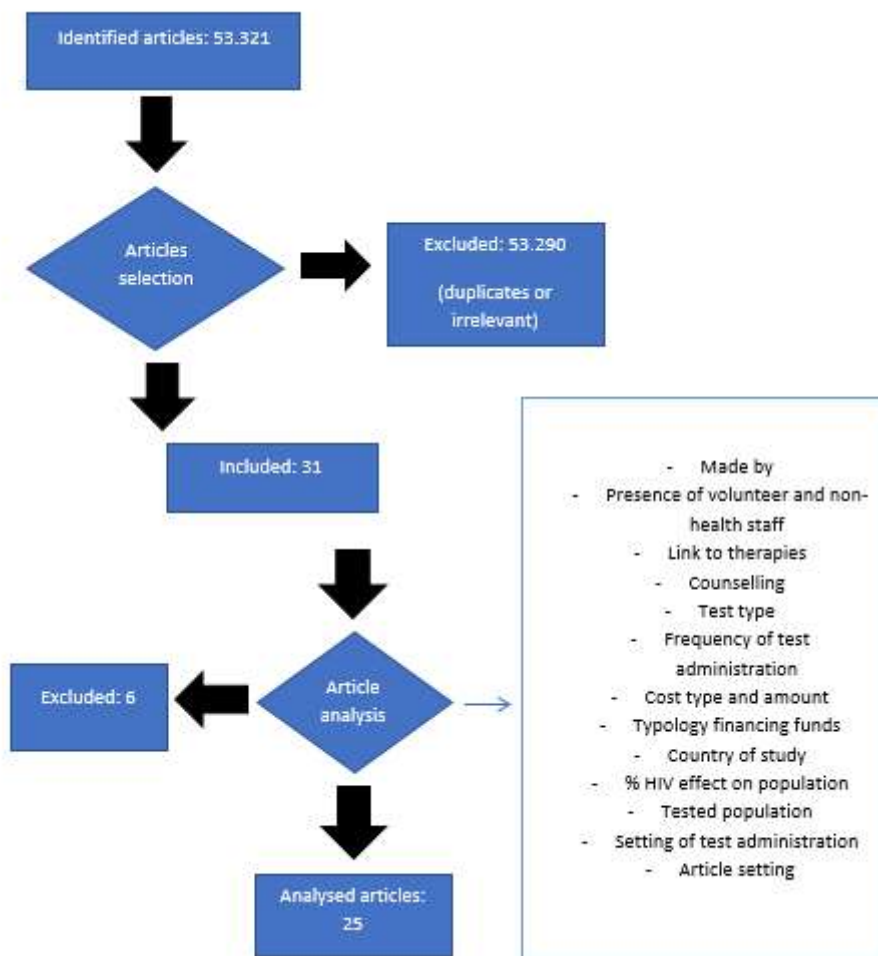 Identified articles: 53.321
Articles
selection
Excluded: 53.290
(duplicates or
irrelevant)
Included: 31
Article
analysis
Excluded: 6
Analysed articles:
25
- Made by
- Presence of volunteer and non-
health staff
- Link to therapies
- Counselling
- Test type
- Frequency of test
administration
- Cost type and amount
- Typology financing funds
- Country of study
- % HIV effect on population
- Tested population
- Setting of test administration
- Article setting